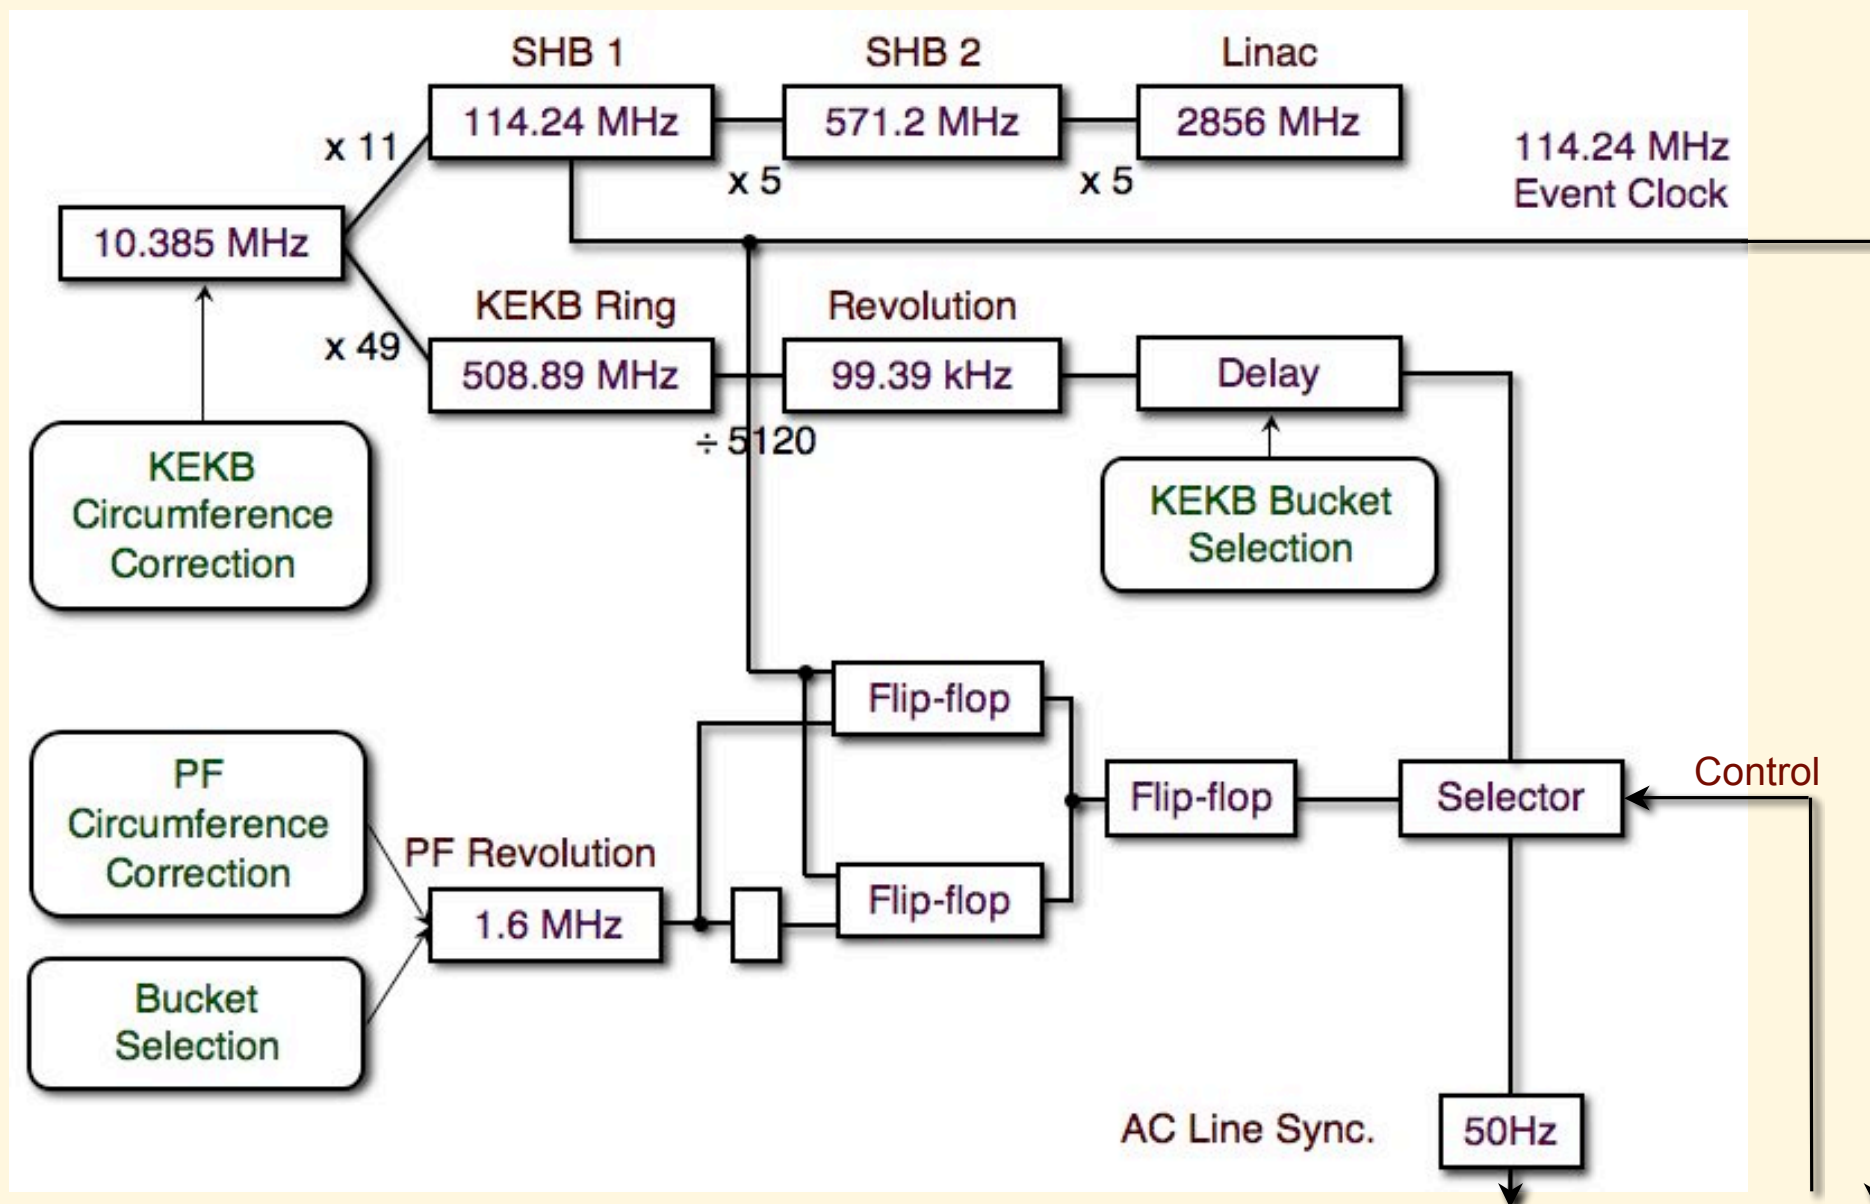 SHB 1
SHB 2
Linac
114.24 MHz
571.2 MHz
2856 MHz
x 11
x 5
x 5
114.24 MHz
Event Clock
10.385 MHz
KEKB Ring
Revolution
x 49
508.89 MHz
99.39 kHz
Delay
÷ 5120
KEKB
Circumference
Correction
KEKB Bucket
Selection
Flip-flop
PF
Circumference
Correction
Control
Flip-flop
Selector
PF Revolution
1.6 MHz
Flip-flop
Bucket
Selection
AC Line Sync.
50Hz